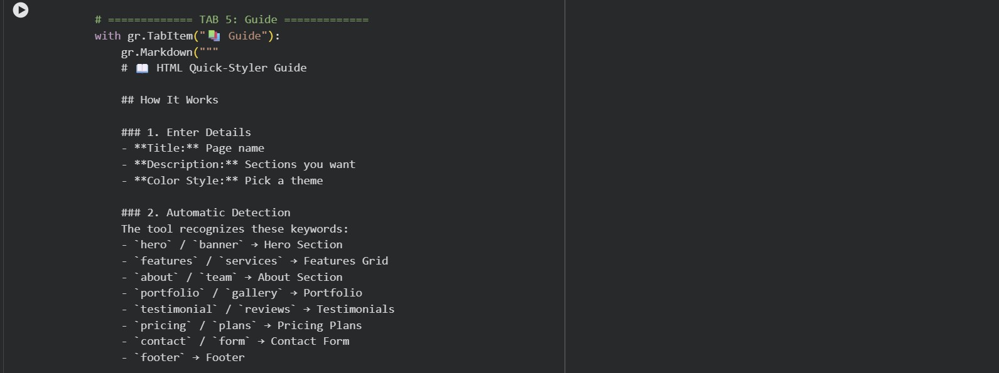 # ============= TAB 5: Guide =============
with gr.TabItem("📚 Guide"):
gr.Markdown("""
# 📖 HTML Quick-Styler Guide
## How It Works
### 1. Enter Details
- **Title:** Page name
- **Description:** Sections you want
- **Color Style:** Pick a theme
### 2. Automatic Detection
The tool recognizes these keywords:
- `hero` / `banner` → Hero Section
- `features` / `services` → Features Grid
- `about` / `team` → About Section
- `portfolio` / `gallery` → Portfolio
- `testimonial` / `reviews` → Testimonials
- `pricing` / `plans` → Pricing Plans
- `contact` / `form` → Contact Form
- `footer` → Footer